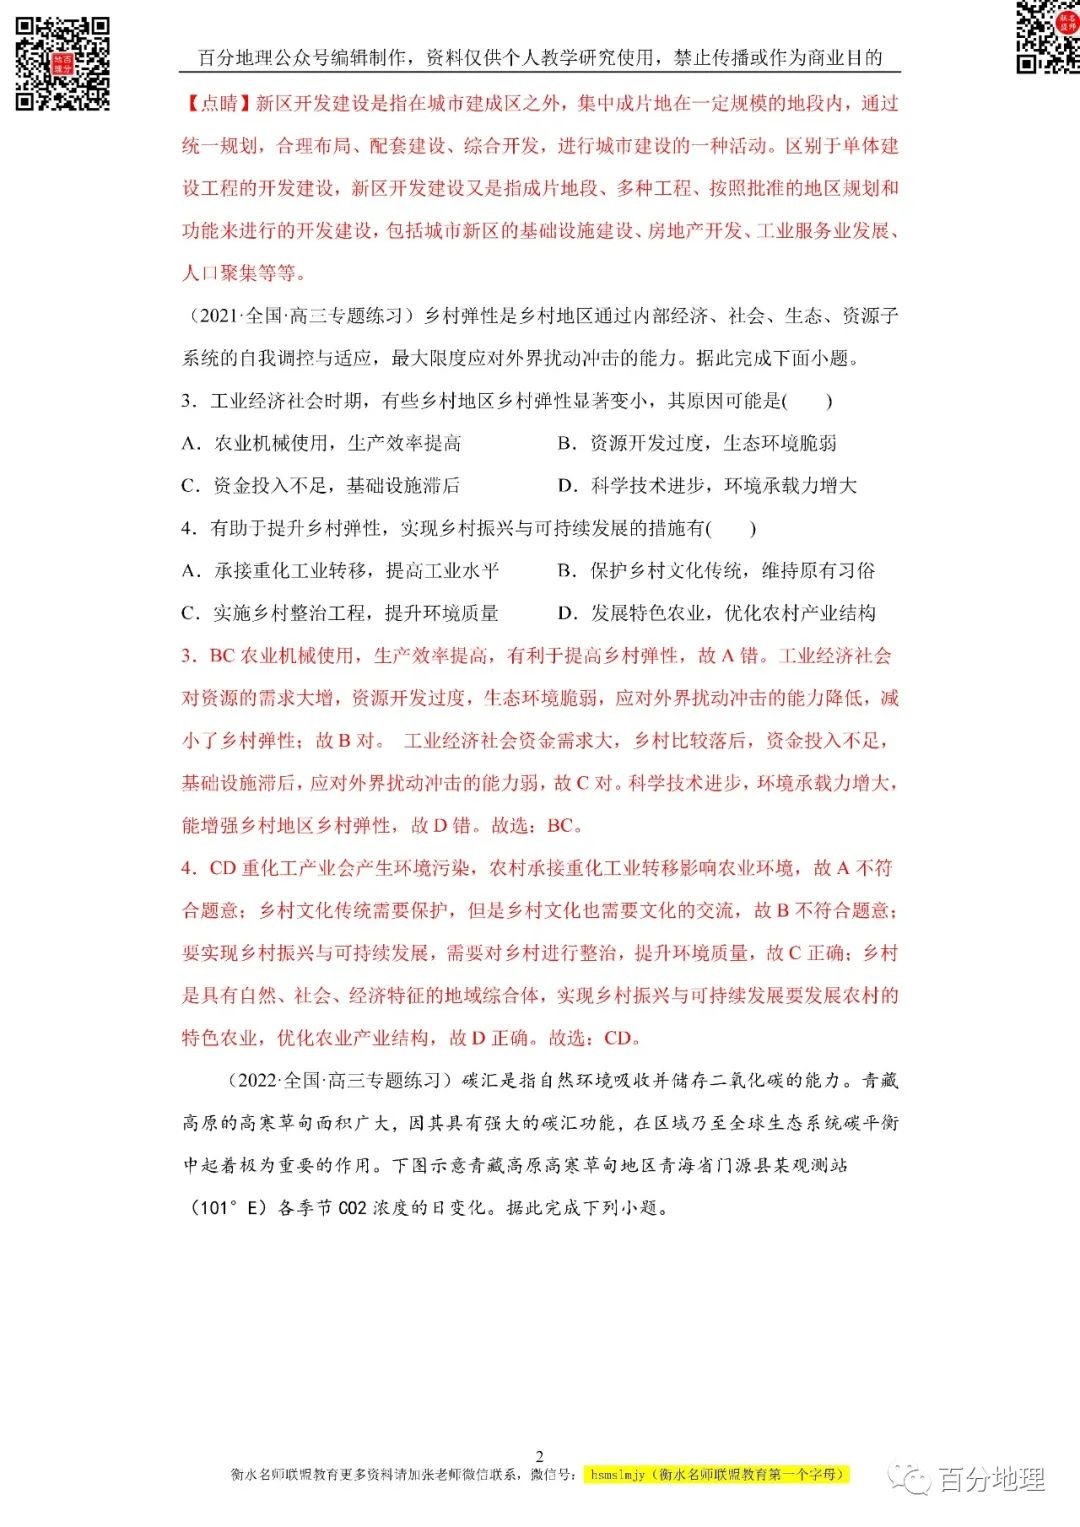 百分地理公众号编辑制作，资料仅供个人教学研究使用，禁止传播或作为商业目的
【点睛】新区开发建设是指在城市建成区之外，集中成片地在一定规模的地段内，通过
统一规划，合理布局、配套建设、综合开发，进行城市建设的一种活动。区别于单体建
设工程的开发建设，新区开发建设又是指成片地段、多种工程、按照批准的地区规划和
功能来进行的开发建设，包括城市新区的基础设施建设、房地产开发、工业服务业发展、
人口聚集等等。
（2021·全国·高三专题练习）乡村弹性是乡村地区通过内部经济、社会、生态、资源子
系统的自我调控与适应，最大限度应对外界扰动冲击的能力。据此完成下面小题。
3．工业经济社会时期，有些乡村地区乡村弹性显著变小，其原因可能是(　　)
A．农业机械使用，生产效率提高　　B．资源开发过度，生态环境脆弱
C．资金投入不足，基础设施滞后　　D．科学技术进步，环境承载力增大
4．有助于提升乡村弹性，实现乡村振兴与可持续发展的措施有(　　)
A．承接重化工业转移，提高工业水平　　B．保护乡村文化传统，维持原有习俗
C．实施乡村整治工程，提升环境质量　　D．发展特色农业，优化农村产业结构
3．BC 农业机械使用，生产效率提高，有利于提高乡村弹性，故 A 错。工业经济社会
对资源的需求大增，资源开发过度，生态环境脆弱，应对外界扰动冲击的能力降低，减
小了乡村弹性；故 B 对。 工业经济社会资金需求大，乡村比较落后，资金投入不足，
基础设施滞后，应对外界扰动冲击的能力弱，故 C 对。科学技术进步，环境承载力增大，
能增强乡村地区乡村弹性，故 D 错。故选：BC。
4．CD 重化工产业会产生环境污染，农村承接重化工业转移影响农业环境，故 A 不符
合题意；乡村文化传统需要保护，但是乡村文化也需要文化的交流，故 B 不符合题意；
要实现乡村振兴与可持续发展，需要对乡村进行整治，提升环境质量，故 C 正确；乡村
是具有自然、社会、经济特征的地域综合体，实现乡村振兴与可持续发展要发展农村的
特色农业，优化农业产业结构，故 D 正确。故选：CD。
（2022·全国·高三专题练习）碳汇是指自然环境吸收并储存二氧化碳的能力。青藏
高原的高寒草甸面积广大，因其具有强大的碳汇功能，在区域乃至全球生态系统碳平衡
中起着极为重要的作用。下图示意青藏高原高寒草甸地区青海省门源县某观测站
（101°E）各季节 CO2 浓度的日变化。据此完成下列小题。
2
衡水名师联盟教育更多资料请加张老师微信联系，微信号： hsmslmjy（衡水名师联盟教育第一个字母）
百分地理